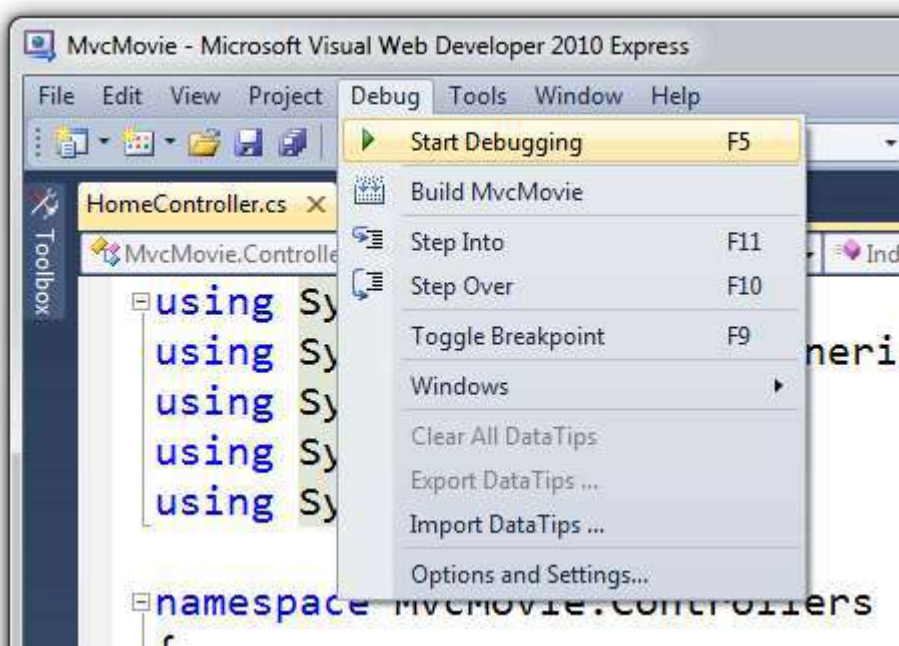 MvcMovie - Microsoft Visual Web Developer 2010 Express
File Edit View Project Debug Tools Window Help
Start Debugging F5
Build MvcMovie
Step Into F11
Step Over F10
Toggle Breakpoint F9
Windows
Clear All DataTips
Export DataTips ...
Import DataTips ...
Options and Settings...
Toolbox
HomeController.cs
MvcMovie.Controlle
Ind
using Sy
using Sy neri
using Sy
using Sy
using Sy
namespace MvcMovie.Controllers
{